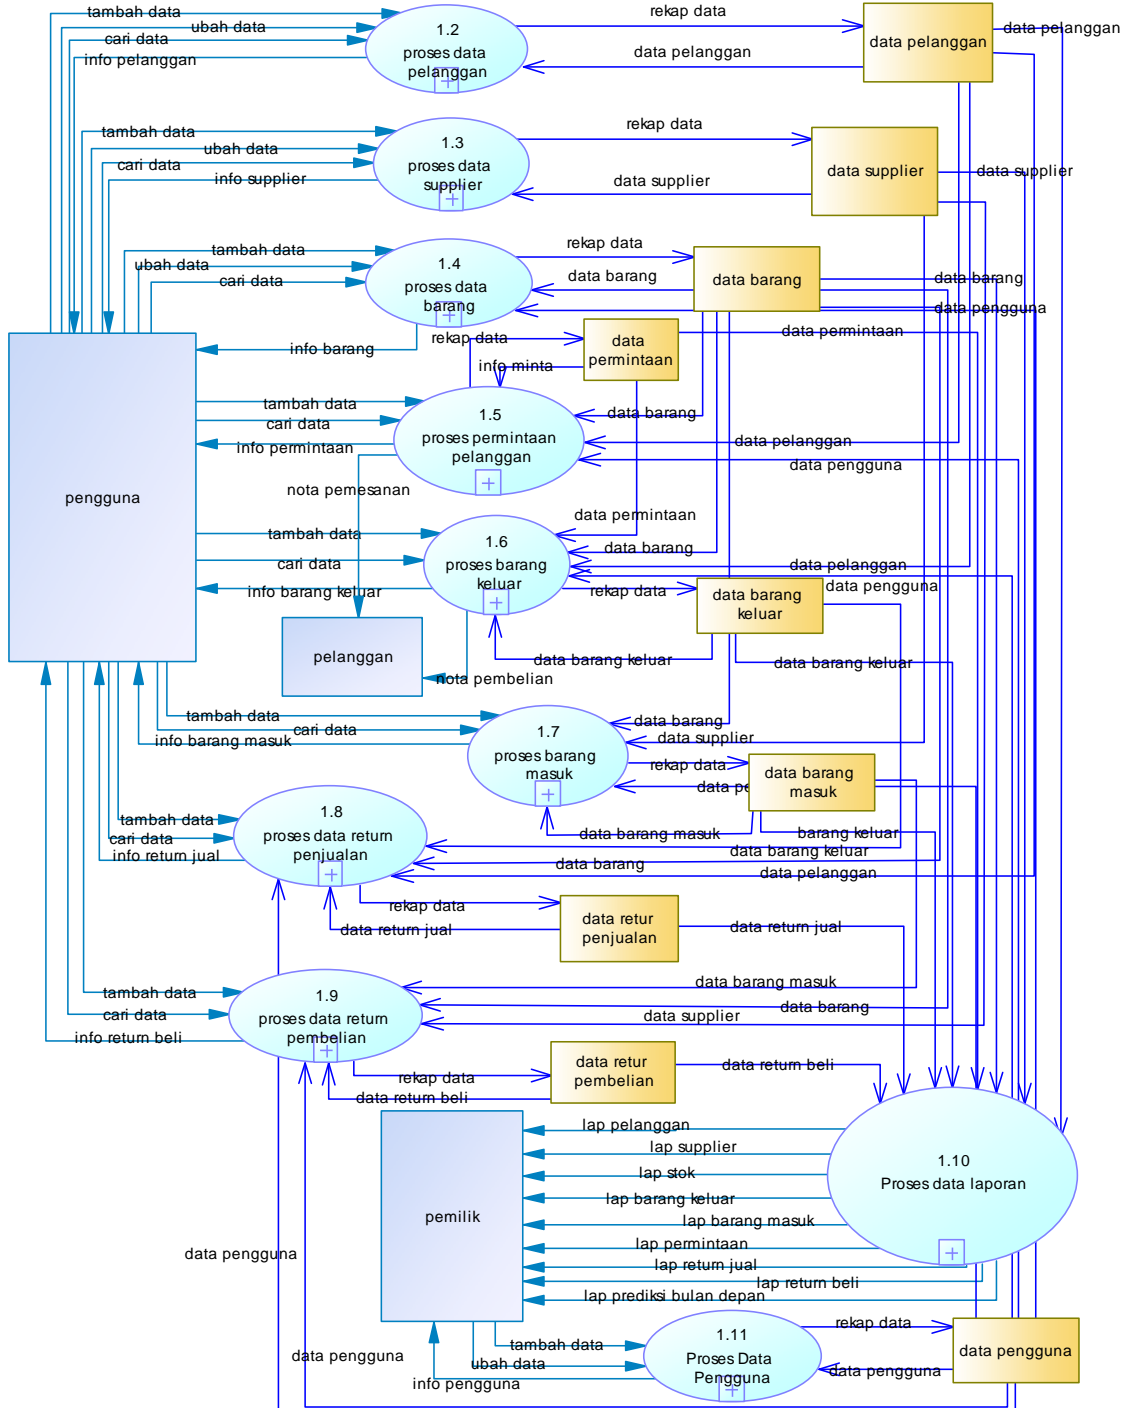 tambah data
ubah data
cari data
info pelanggan
1.2
proses data
pelanggan
rekap data
data pelanggan
data pelanggan
data pelanggan
tambah data
ubah data
cari data
info supplier
1.3
proses data
supplier
rekap data
data supplier
data supplier
data supplier
tambah data
ubah data
cari data
info barang
1.4
proses data
barang
rekap data
data barang
data barang
data barang
data pengguna
rekap data
info minta
data
permintaan
data permintaan
pengguna
tambah data
cari data
info permintaan
nota pemesanan
1.5
proses permintaan
pelanggan
data barang
data pelanggan
data pengguna
tambah data
cari data
info barang keluar
1.6
proses barang
keluar
data permintaan
data barang
data pelanggan
data pengguna
rekap data
data barang
keluar
data barang keluar
data barang keluar
pelanggan
nota pembelian
tambah data
cari data
info barang masuk
1.7
proses barang
masuk
data barang
data supplier
rekap data
data barang
masuk
data barang masuk
barang keluar
tambah data
cari data
info return jual
1.8
proses data return
penjualan
data barang keluar
data barang
data pelanggan
rekap data
data return jual
data retur
penjualan
data return jual
tambah data
cari data
info return beli
1.9
proses data return
pembelian
data barang masuk
data barang
data supplier
rekap data
data return beli
data retur
pembelian
data return beli
pemilik
lap pelanggan
lap supplier
lap stok
lap barang keluar
lap barang masuk
lap permintaan
lap return jual
lap return beli
lap prediksi bulan depan
1.10
Proses data laporan
data pengguna
data pengguna
tambah data
ubah data
info pengguna
1.11
Proses Data
Pengguna
rekap data
data pengguna
data pengguna